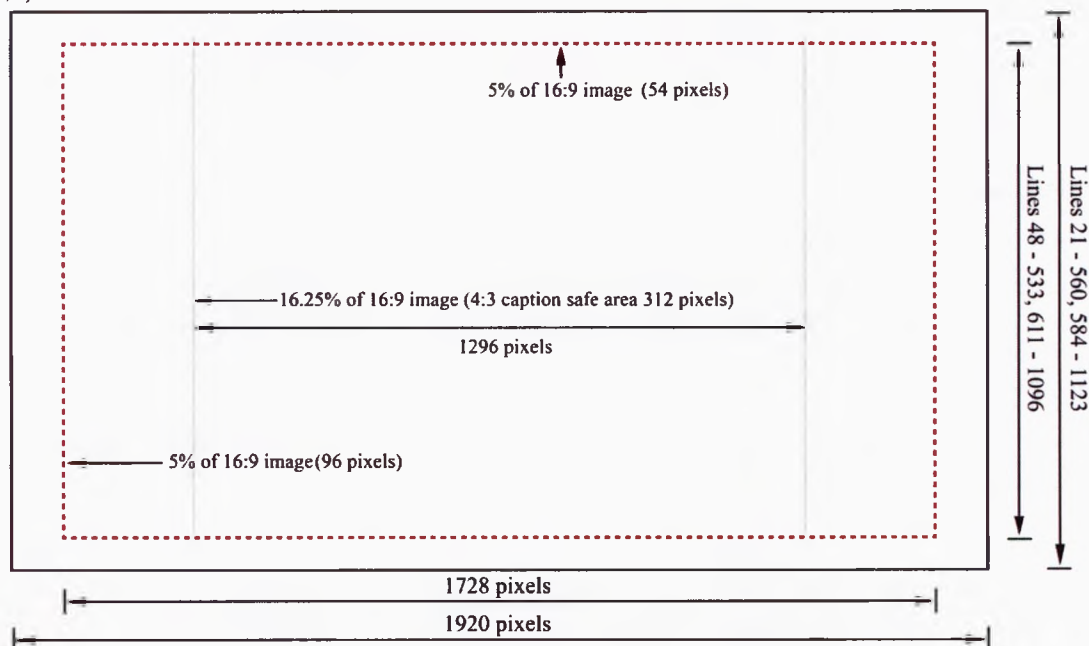 5% of 16:9 image (54 pixels)
16.25% of 16:9 image (4:3 caption safe area 312 pixels)
1296 pixels
5% of 16:9 image(96 pixels)
Lines 48 - 533, 611 - 1096
Lines 21 - 560, 584 - 1123
1728 pixels
1920 pixels